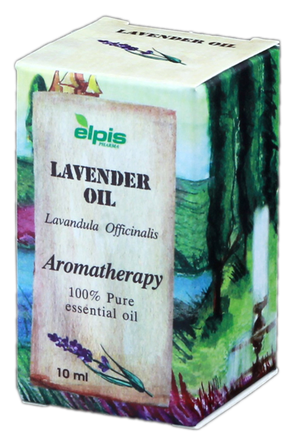 LAVENDER OIL
elpis
PHARMA
LAVENDER
OIL
Lavandula Officinalis
Aromatherapy
100% Pure
essential oil
10 ml